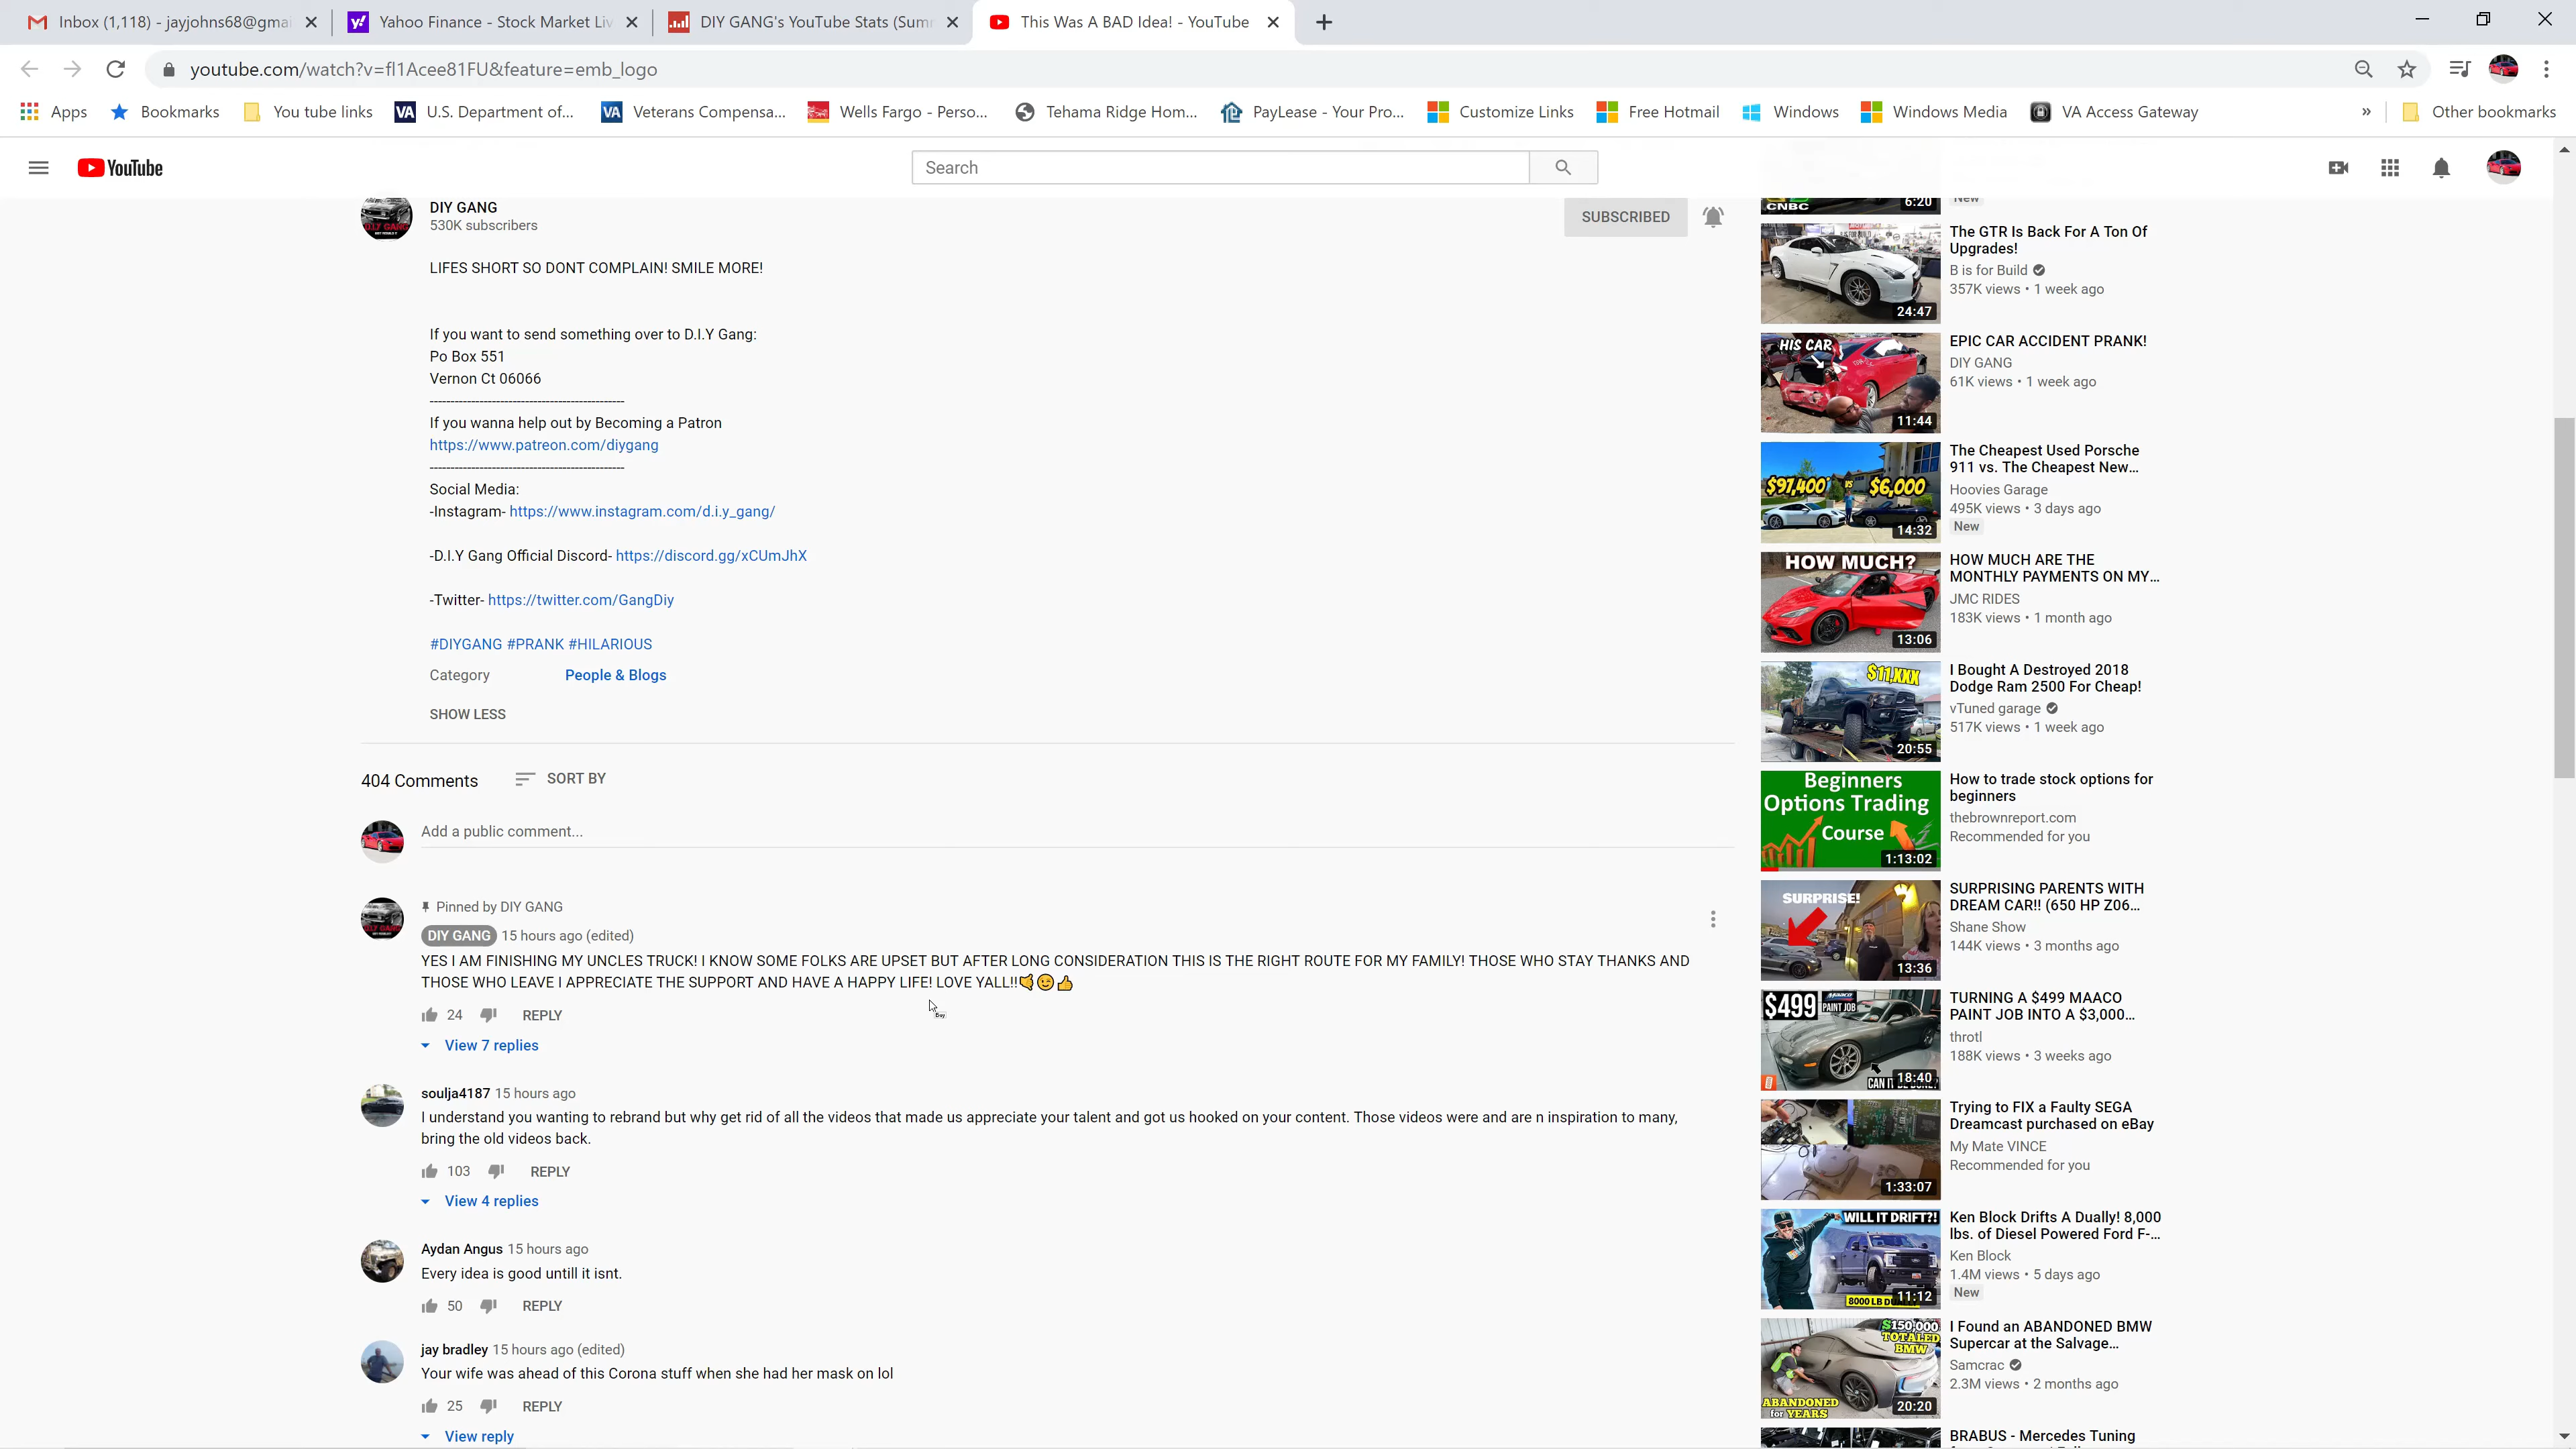 Inbox (1,118) - jayjohns68@gmai
Yahoo Finance - Stock Market Liv
DIY GANG's YouTube Stats (Sum
This Was A BAD Idea! - YouTube
youtube.com/watch?v=fl1Acee81FU&feature=emb_logo
Apps
Bookmarks
You tube links
VA
U.S. Department of...
VA
Veterans Compensa...
Wells Fargo - Perso...
Tehama Ridge Hom...
PayLease - Your Pro...
Customize Links
Free Hotmail
Windows
Windows Media
VA Access Gateway
»
Other bookmarks
YouTube
Search
DIY GANG
530K subscribers
SUBSCRIBED
LIFES SHORT SO DONT COMPLAIN! SMILE MORE!
If you want to send something over to D.I.Y Gang:
Po Box 551
Vernon Ct 06066
-----------------------------------------------
If you wanna help out by Becoming a Patron
https://www.patreon.com/diygang
-----------------------------------------------
Social Media:
-Instagram- https://www.instagram.com/d.i.y_gang/
-D.I.Y Gang Official Discord- https://discord.gg/xCUmJhX
-Twitter- https://twitter.com/GangDiy
#DIYGANG #PRANK #HILARIOUS
Category People & Blogs
SHOW LESS
404 Comments
SORT BY
Add a public comment...
Pinned by DIY GANG
DIY GANG 15 hours ago (edited)
YES I AM FINISHING MY UNCLES TRUCK! I KNOW SOME FOLKS ARE UPSET BUT AFTER LONG CONSIDERATION THIS IS THE RIGHT ROUTE FOR MY FAMILY! THOSE WHO STAY THANKS AND
THOSE WHO LEAVE I APPRECIATE THE SUPPORT AND HAVE A HAPPY LIFE! LOVE YALL!!🤙😉👍
24 REPLY
View 7 replies
soulja4187 15 hours ago
I understand you wanting to rebrand but why get rid of all the videos that made us appreciate your talent and got us hooked on your content. Those videos were and are n inspiration to many,
bring the old videos back.
103 REPLY
View 4 replies
Aydan Angus 15 hours ago
Every idea is good untill it isnt.
50 REPLY
jay bradley 15 hours ago (edited)
Your wife was ahead of this Corona stuff when she had her mask on lol
25 REPLY
View reply
CNBC
6:20
New
24:47
The GTR Is Back For A Ton Of
Upgrades!
B is for Build
357K views • 1 week ago
HIS CAR
11:44
EPIC CAR ACCIDENT PRANK!
DIY GANG
61K views • 1 week ago
$97,400 VS $6,000
14:32
The Cheapest Used Porsche
911 vs. The Cheapest New...
Hoovies Garage
495K views • 3 days ago
New
HOW MUCH?
13:06
HOW MUCH ARE THE
MONTHLY PAYMENTS ON MY...
JMC RIDES
183K views • 1 month ago
$11,XXX
20:55
I Bought A Destroyed 2018
Dodge Ram 2500 For Cheap!
vTuned garage
517K views • 1 week ago
Beginners
Options Trading
Course
1:13:02
How to trade stock options for
beginners
thebrownreport.com
Recommended for you
SURPRISE!
13:36
SURPRISING PARENTS WITH
DREAM CAR!! (650 HP Z06...
Shane Show
144K views • 3 months ago
$499
MAACO
PAINT JOB
18:40
TURNING A $499 MAACO
PAINT JOB INTO A $3,000...
throtl
188K views • 3 weeks ago
1:33:07
Trying to FIX a Faulty SEGA
Dreamcast purchased on eBay
My Mate VINCE
Recommended for you
WILL IT DRIFT?!
8000 LB
11:12
Ken Block Drifts A Dually! 8,000
lbs. of Diesel Powered Ford F-...
Ken Block
1.4M views • 5 days ago
New
$150,000
TOTALED
BMW
ABANDONED
for YEARS
20:20
I Found an ABANDONED BMW
Supercar at the Salvage...
Samcrac
2.3M views • 2 months ago
BRABUS - Mercedes Tuning